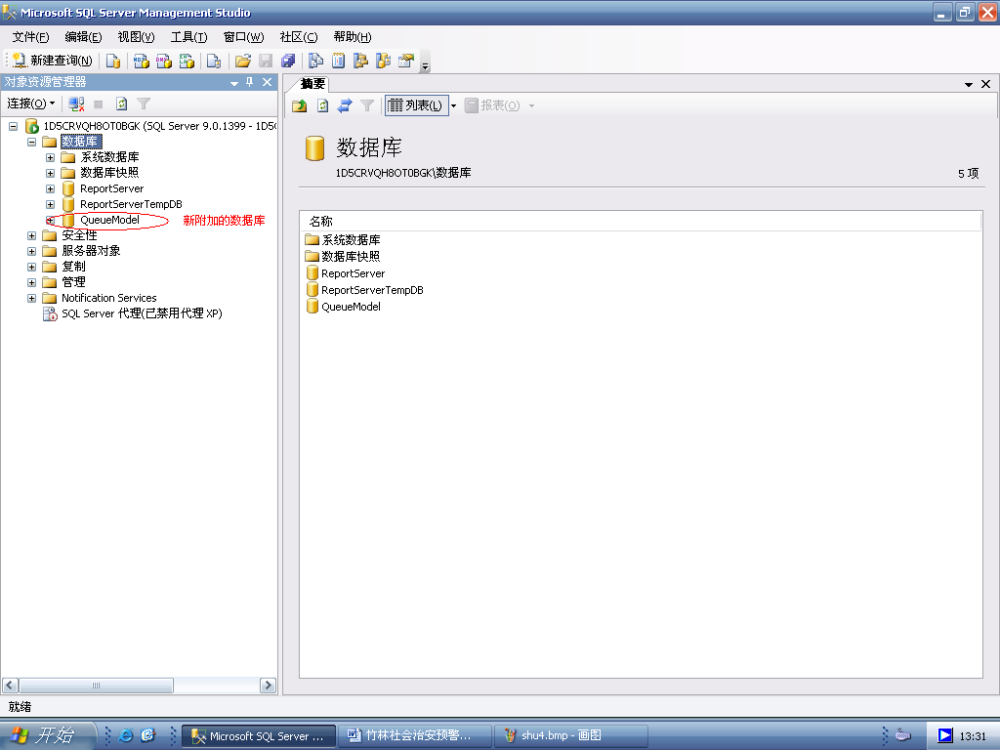 Microsoft SQL Server Management Studio
文件(F) 编辑(E) 视图(V) 工具(T) 窗口(W) 社区(C) 帮助(H)
新建查询(N)
对象资源管理器
连接(O)
1D5CRVQH8OT0BGK (SQL Server 9.0.1399 - 1D5C
数据库
系统数据库
数据库快照
ReportServer
ReportServerTempDB
QueueModel 新附加的数据库
安全性
服务器对象
复制
管理
Notification Services
SQL Server 代理(已禁用代理 XP)
摘要
列表(L) 报表(O)
数据库
1D5CRVQH8OT0BGK\数据库 5 项
名称
系统数据库
数据库快照
ReportServer
ReportServerTempDB
QueueModel
就绪
开始 Microsoft SQL Server ... 竹林社会治安预警... shu4.bmp - 画图 13:31